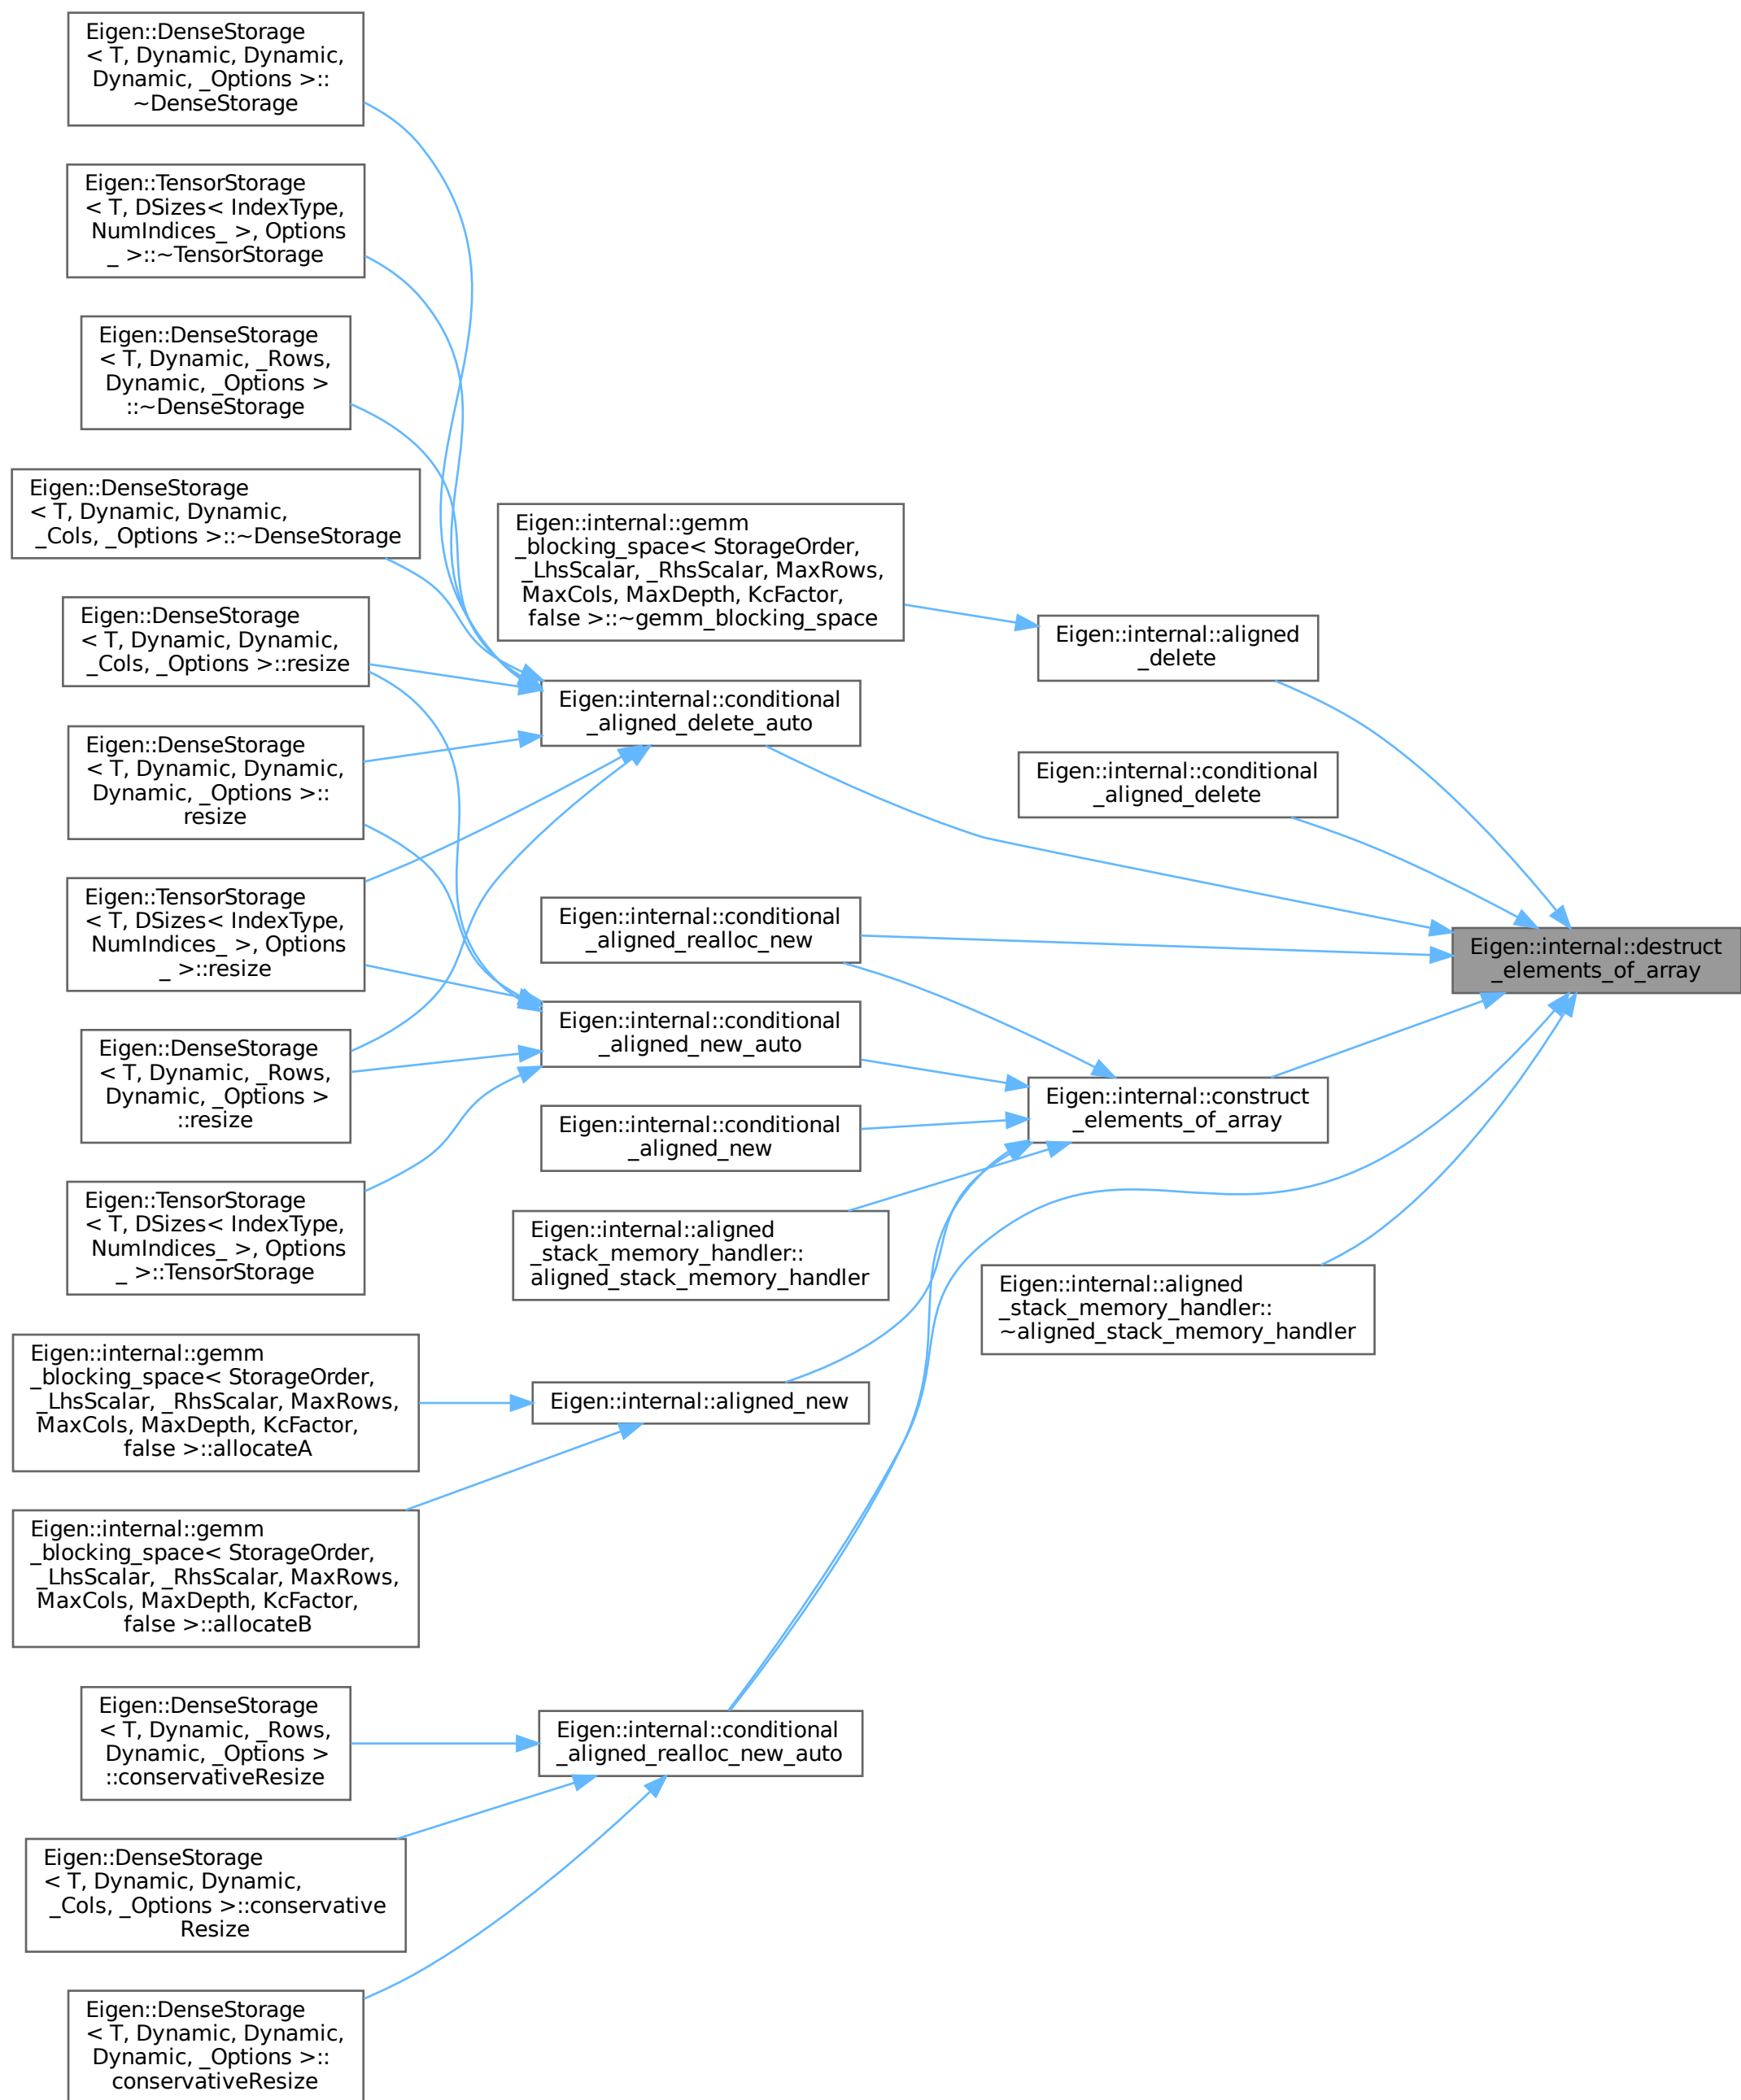 Eigen::DenseStorage
< T, Dynamic, Dynamic,
Dynamic, _Options >::
~DenseStorage
Eigen::TensorStorage
< T, DSizes< IndexType,
NumIndices_ >, Options
_ >::~TensorStorage
Eigen::DenseStorage
< T, Dynamic, _Rows,
Dynamic, _Options >
::~DenseStorage
Eigen::DenseStorage
< T, Dynamic, Dynamic,
_Cols, _Options >::~DenseStorage
Eigen::DenseStorage
< T, Dynamic, Dynamic,
_Cols, _Options >::resize
Eigen::DenseStorage
< T, Dynamic, Dynamic,
Dynamic, _Options >::
resize
Eigen::TensorStorage
< T, DSizes< IndexType,
NumIndices_ >, Options
_ >::resize
Eigen::DenseStorage
< T, Dynamic, _Rows,
Dynamic, _Options >
::resize
Eigen::TensorStorage
< T, DSizes< IndexType,
NumIndices_ >, Options
_ >::TensorStorage
Eigen::internal::gemm
_blocking_space< StorageOrder,
_LhsScalar, _RhsScalar, MaxRows,
MaxCols, MaxDepth, KcFactor,
false >::allocateA
Eigen::internal::gemm
_blocking_space< StorageOrder,
_LhsScalar, _RhsScalar, MaxRows,
MaxCols, MaxDepth, KcFactor,
false >::allocateB
Eigen::DenseStorage
< T, Dynamic, _Rows,
Dynamic, _Options >
::conservativeResize
Eigen::DenseStorage
< T, Dynamic, Dynamic,
_Cols, _Options >::conservative
Resize
Eigen::DenseStorage
< T, Dynamic, Dynamic,
Dynamic, _Options >::
conservativeResize
Eigen::internal::gemm
_blocking_space< StorageOrder,
_LhsScalar, _RhsScalar, MaxRows,
MaxCols, MaxDepth, KcFactor,
false >::~gemm_blocking_space
Eigen::internal::conditional
_aligned_delete_auto
Eigen::internal::conditional
_aligned_realloc_new
Eigen::internal::conditional
_aligned_new_auto
Eigen::internal::conditional
_aligned_new
Eigen::internal::aligned
_stack_memory_handler::
aligned_stack_memory_handler
Eigen::internal::aligned_new
Eigen::internal::conditional
_aligned_realloc_new_auto
Eigen::internal::aligned
_delete
Eigen::internal::conditional
_aligned_delete
Eigen::internal::construct
_elements_of_array
Eigen::internal::aligned
_stack_memory_handler::
~aligned_stack_memory_handler
Eigen::internal::destruct
_elements_of_array